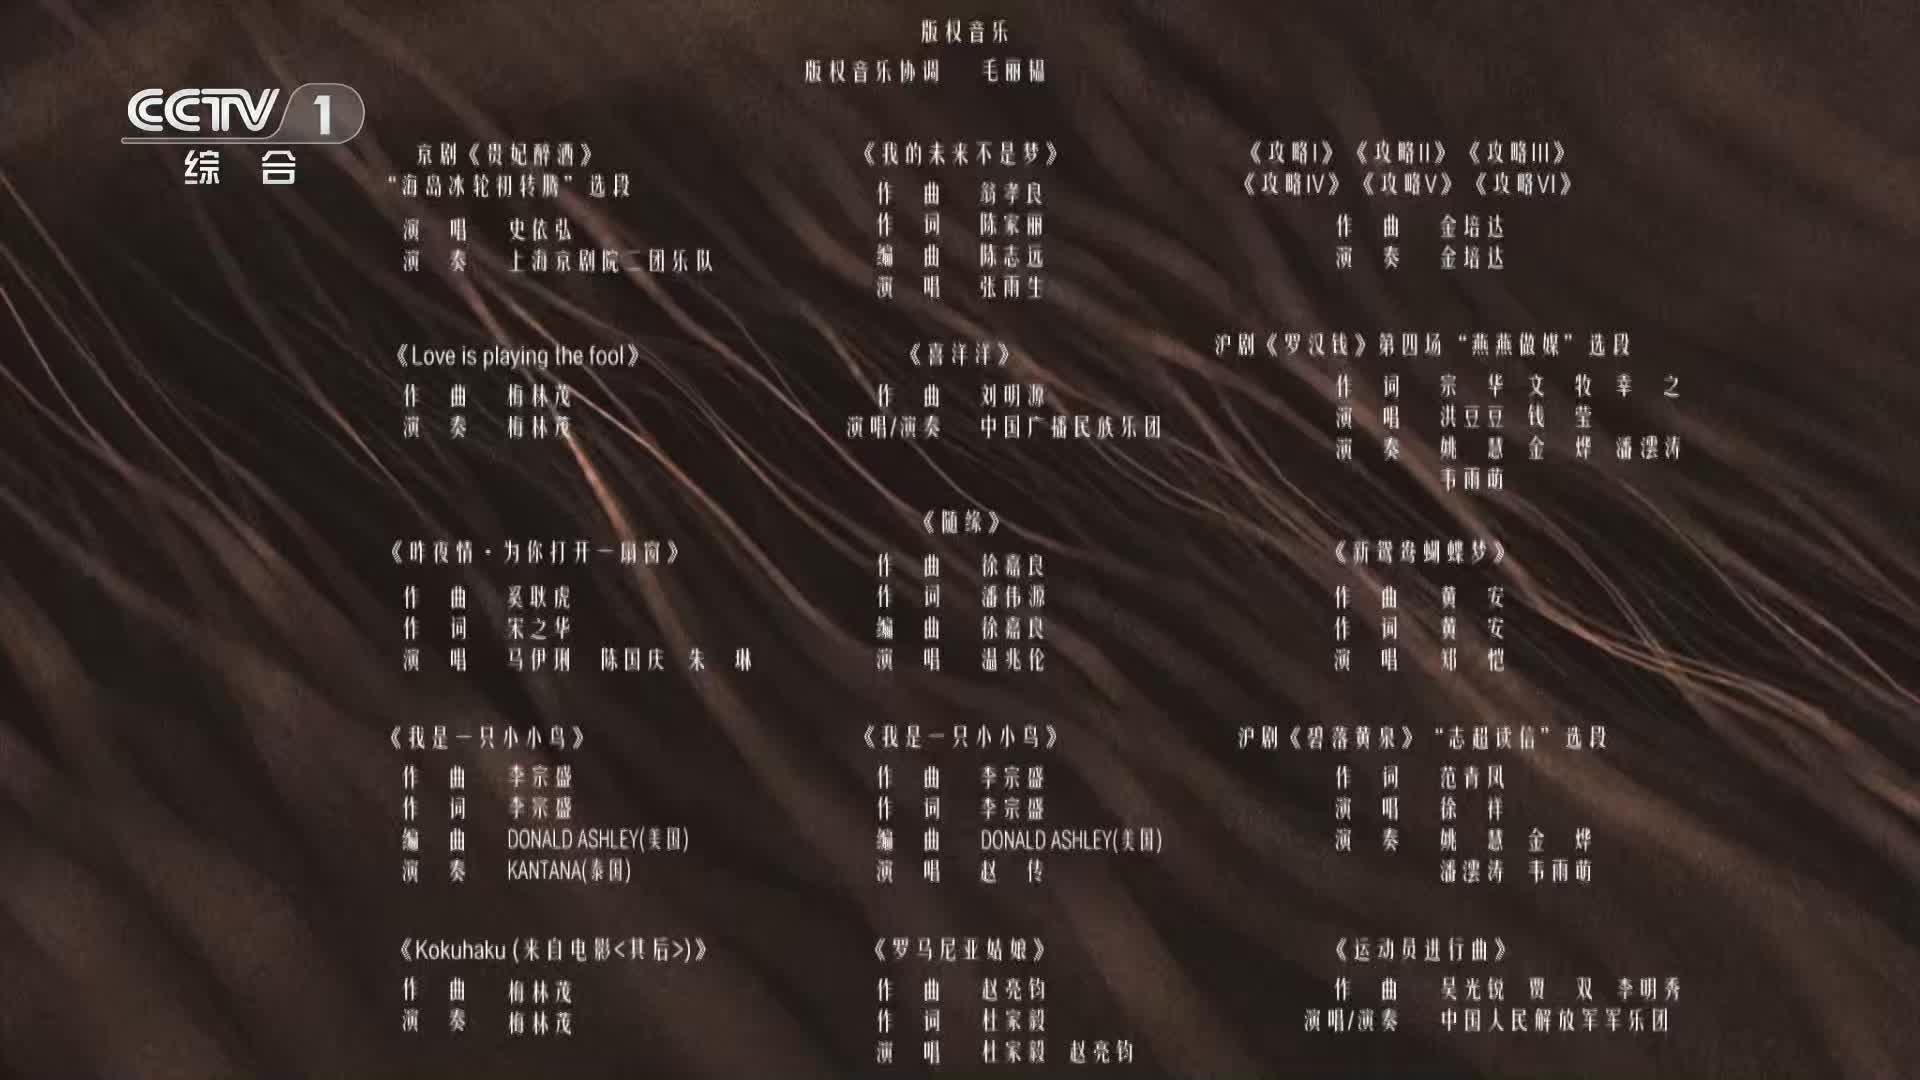 版权音乐
版权音乐协调 毛丽韫
CCTV 1
综合
京剧《贵妃醉酒》
“海岛冰轮初转腾”选段
演 唱 史依弘
演 奏 上海京剧院二团乐队
《我的未来不是梦》
作 曲 翁孝良
作 词 陈家丽
编 曲 陈志远
演 唱 张雨生
《攻略I》《攻略II》《攻略III》
《攻略IV》《攻略V》《攻略VI》
作 曲 金培达
演 奏 金培达
《Love is playing the fool》
作 曲 梅林茂
演 奏 梅林茂
《喜洋洋》
作 曲 刘明源
演唱/演奏 中国广播民族乐团
沪剧《罗汉钱》第四场“燕燕做媒”选段
作 词 宗 华 文 牧 幸 之
演 唱 洪豆豆 钱 莹
演 奏 姚 慧 金 烨 潘澐涛
韦雨萌
《昨夜情·为你打开一扇窗》
作 曲 奚耿虎
作 词 宋之华
演 唱 马伊琍 陈国庆 朱 琳
《随缘》
作 曲 徐嘉良
作 词 潘伟源
编 曲 徐嘉良
演 唱 温兆伦
《新鸳鸯蝴蝶梦》
作 曲 黄 安
作 词 黄 安
演 唱 郑 恺
《我是一只小小鸟》
作 曲 李宗盛
作 词 李宗盛
编 曲 DONALD ASHLEY(美国)
演 奏 KANTANA(泰国)
《我是一只小小鸟》
作 曲 李宗盛
作 词 李宗盛
编 曲 DONALD ASHLEY(美国)
演 唱 赵 传
沪剧《碧落黄泉》“志超读信”选段
作 词 范青凤
演 唱 徐 祥
演 奏 姚 慧 金 烨
潘澐涛 韦雨萌
《Kokuhaku (来自电影<其后>)》
作 曲 梅林茂
演 奏 梅林茂
《罗马尼亚姑娘》
作 曲 赵亮钧
作 词 杜家毅
演 唱 杜家毅 赵亮钧
《运动员进行曲》
作 曲 吴光锐 贾 双 李明秀
演唱/演奏 中国人民解放军军乐团